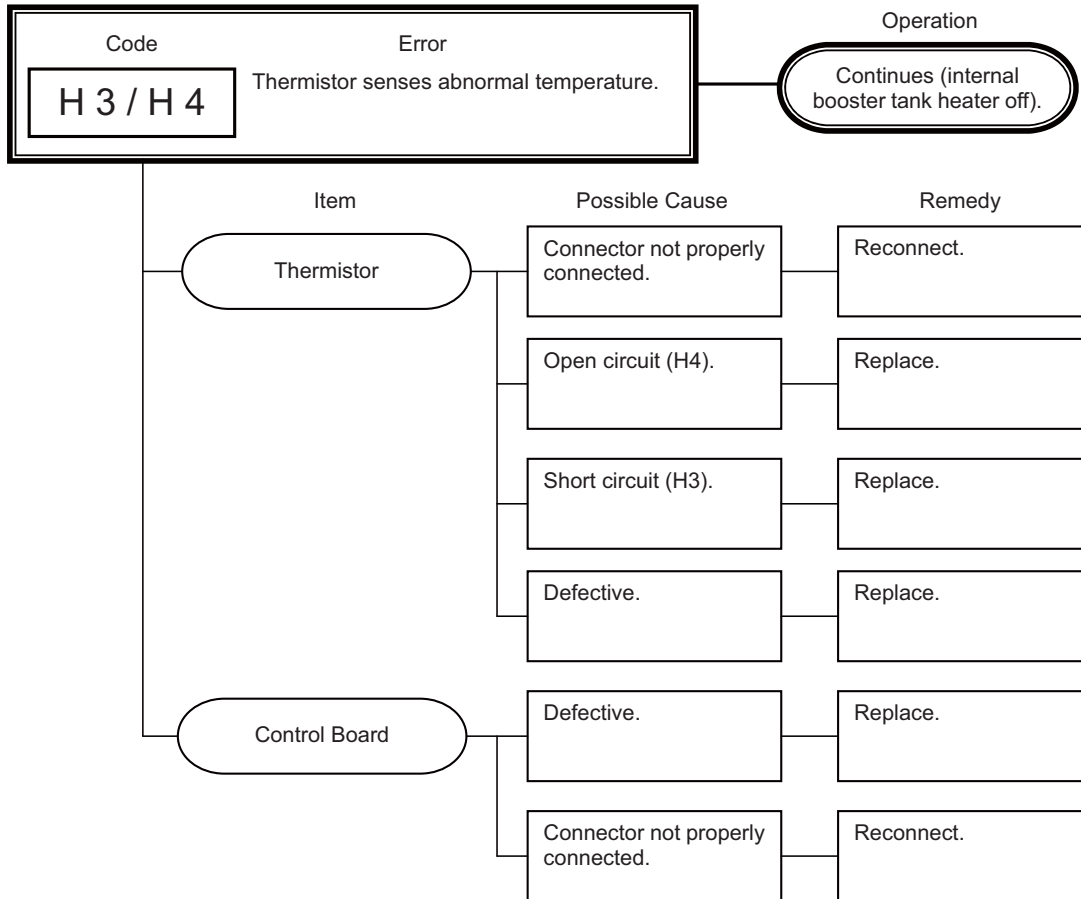 Code
Error
Operation
H 3 / H 4
Thermistor senses abnormal temperature.
Continues (internal
booster tank heater off).
Item
Possible Cause
Remedy
Thermistor
Connector not properly
connected.
Reconnect.
Open circuit (H4).
Replace.
Short circuit (H3).
Replace.
Defective.
Replace.
Control Board
Defective.
Replace.
Connector not properly
connected.
Reconnect.